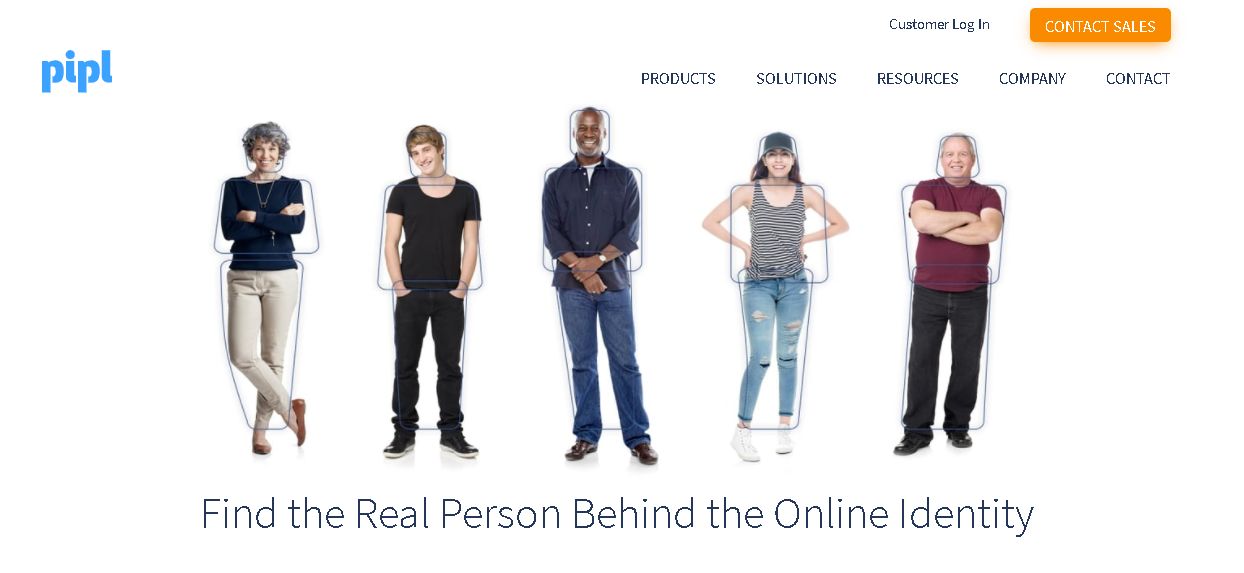 Customer Log In
CONTACT SALES
pipl
PRODUCTS
SOLUTIONS
RESOURCES
COMPANY
CONTACT
Find the Real Person Behind the Online Identity